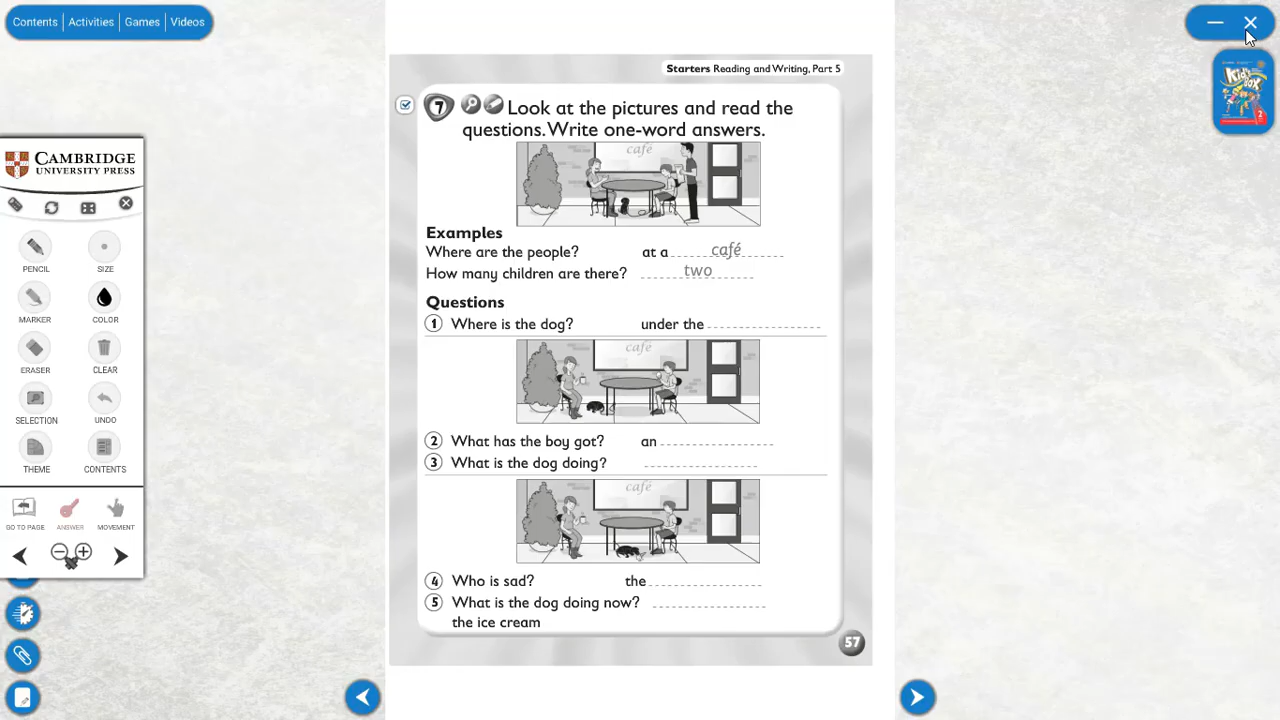 Contents Activities Games Videos
Starters Reading and Writing, Part 5
7 Look at the pictures and read the
questions. Write one-word answers.
café
Examples
Where are the people? at a café
How many children are there? two
Questions
1 Where is the dog? under the
café
2 What has the boy got? an
3 What is the dog doing?
café
4 Who is sad? the
5 What is the dog doing now?
the ice cream
57
CAMBRIDGE
UNIVERSITY PRESS
PENCIL SIZE
MARKER COLOR
ERASER CLEAR
SELECTION UNDO
THEME CONTENTS
GO TO PAGE ANSWER MOVEMENT
Kid's Box
2